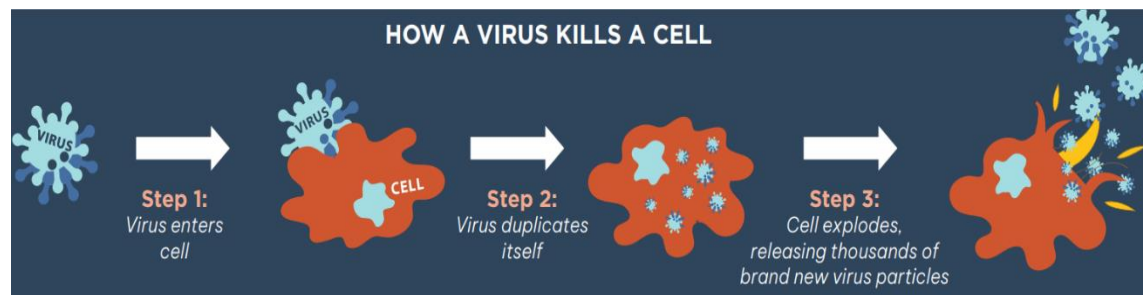 HOW A VIRUS KILLS A CELL
VIRUS
Step 1:
Virus enters
cell
VIRUS
CELL
Step 2:
Virus duplicates
itself
Step 3:
Cell explodes,
releasing thousands of
brand new virus particles